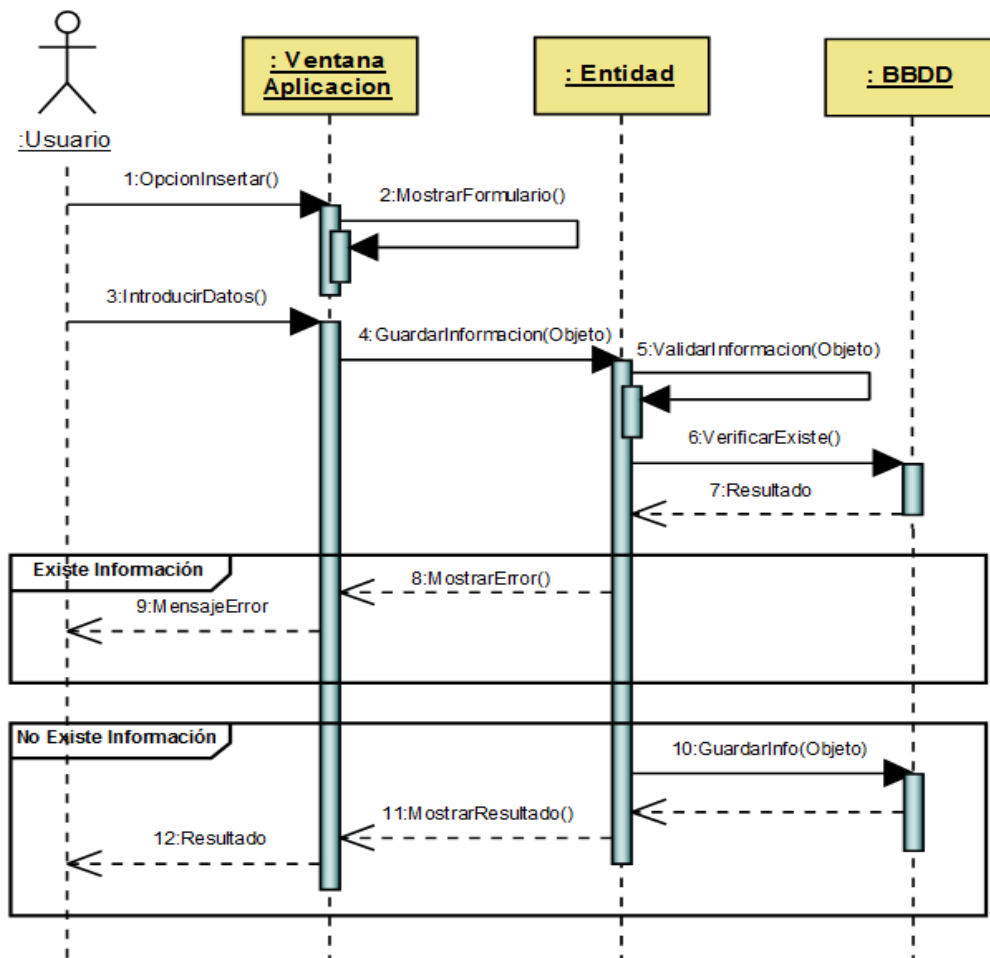 : Ventana
Aplicacion
: Entidad
: BBDD
:Usuario
1:OpcionInsertar()
2:MostrarFormulario()
3:IntroducirDatos()
4:GuardarInformacion(Objeto)
5:ValidarInformacion(Objeto)
6:VerificarExiste()
7:Resultado
Existe Información
8:MostrarError()
9:MensajeError
No Existe Información
10:GuardarInfo(Objeto)
11:MostrarResultado()
12:Resultado